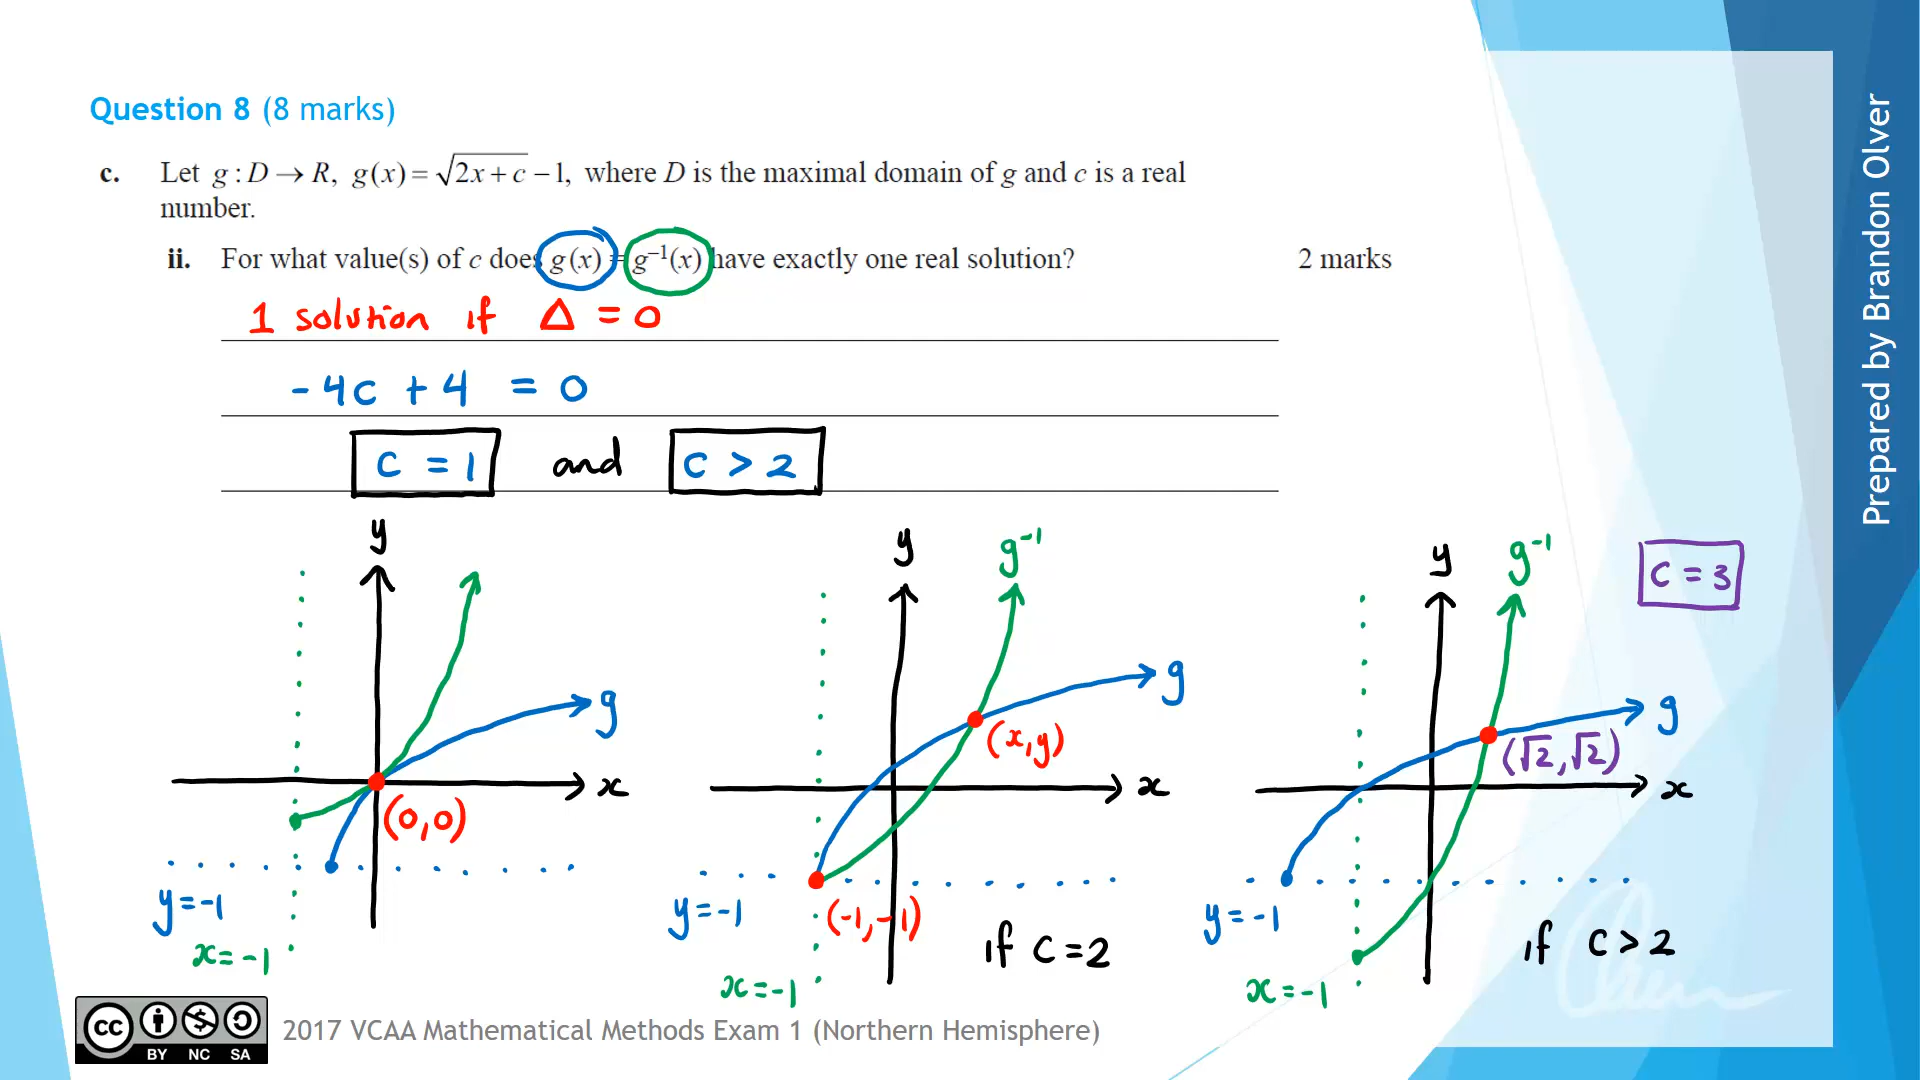 Question 8 (8 marks)
c. Let g : D → R, g(x) = √(2x + c) − 1, where D is the maximal domain of g and c is a real
number.
ii. For what value(s) of c does g(x) = g⁻¹(x) have exactly one real solution? 2 marks
1 solution if Δ = 0
-4c + 4 = 0
c = 1 and c > 2
y
g
x
(0,0)
y=-1
x=-1
y
g⁻¹
g
(x,y)
x
y=-1
(-1,-1)
if c=2
x=-1
y
g⁻¹
c = 3
g
(√2,√2)
x
y=-1
if c>2
x=-1
cc BY NC SA
2017 VCAA Mathematical Methods Exam 1 (Northern Hemisphere)
Prepared by Brandon Olver